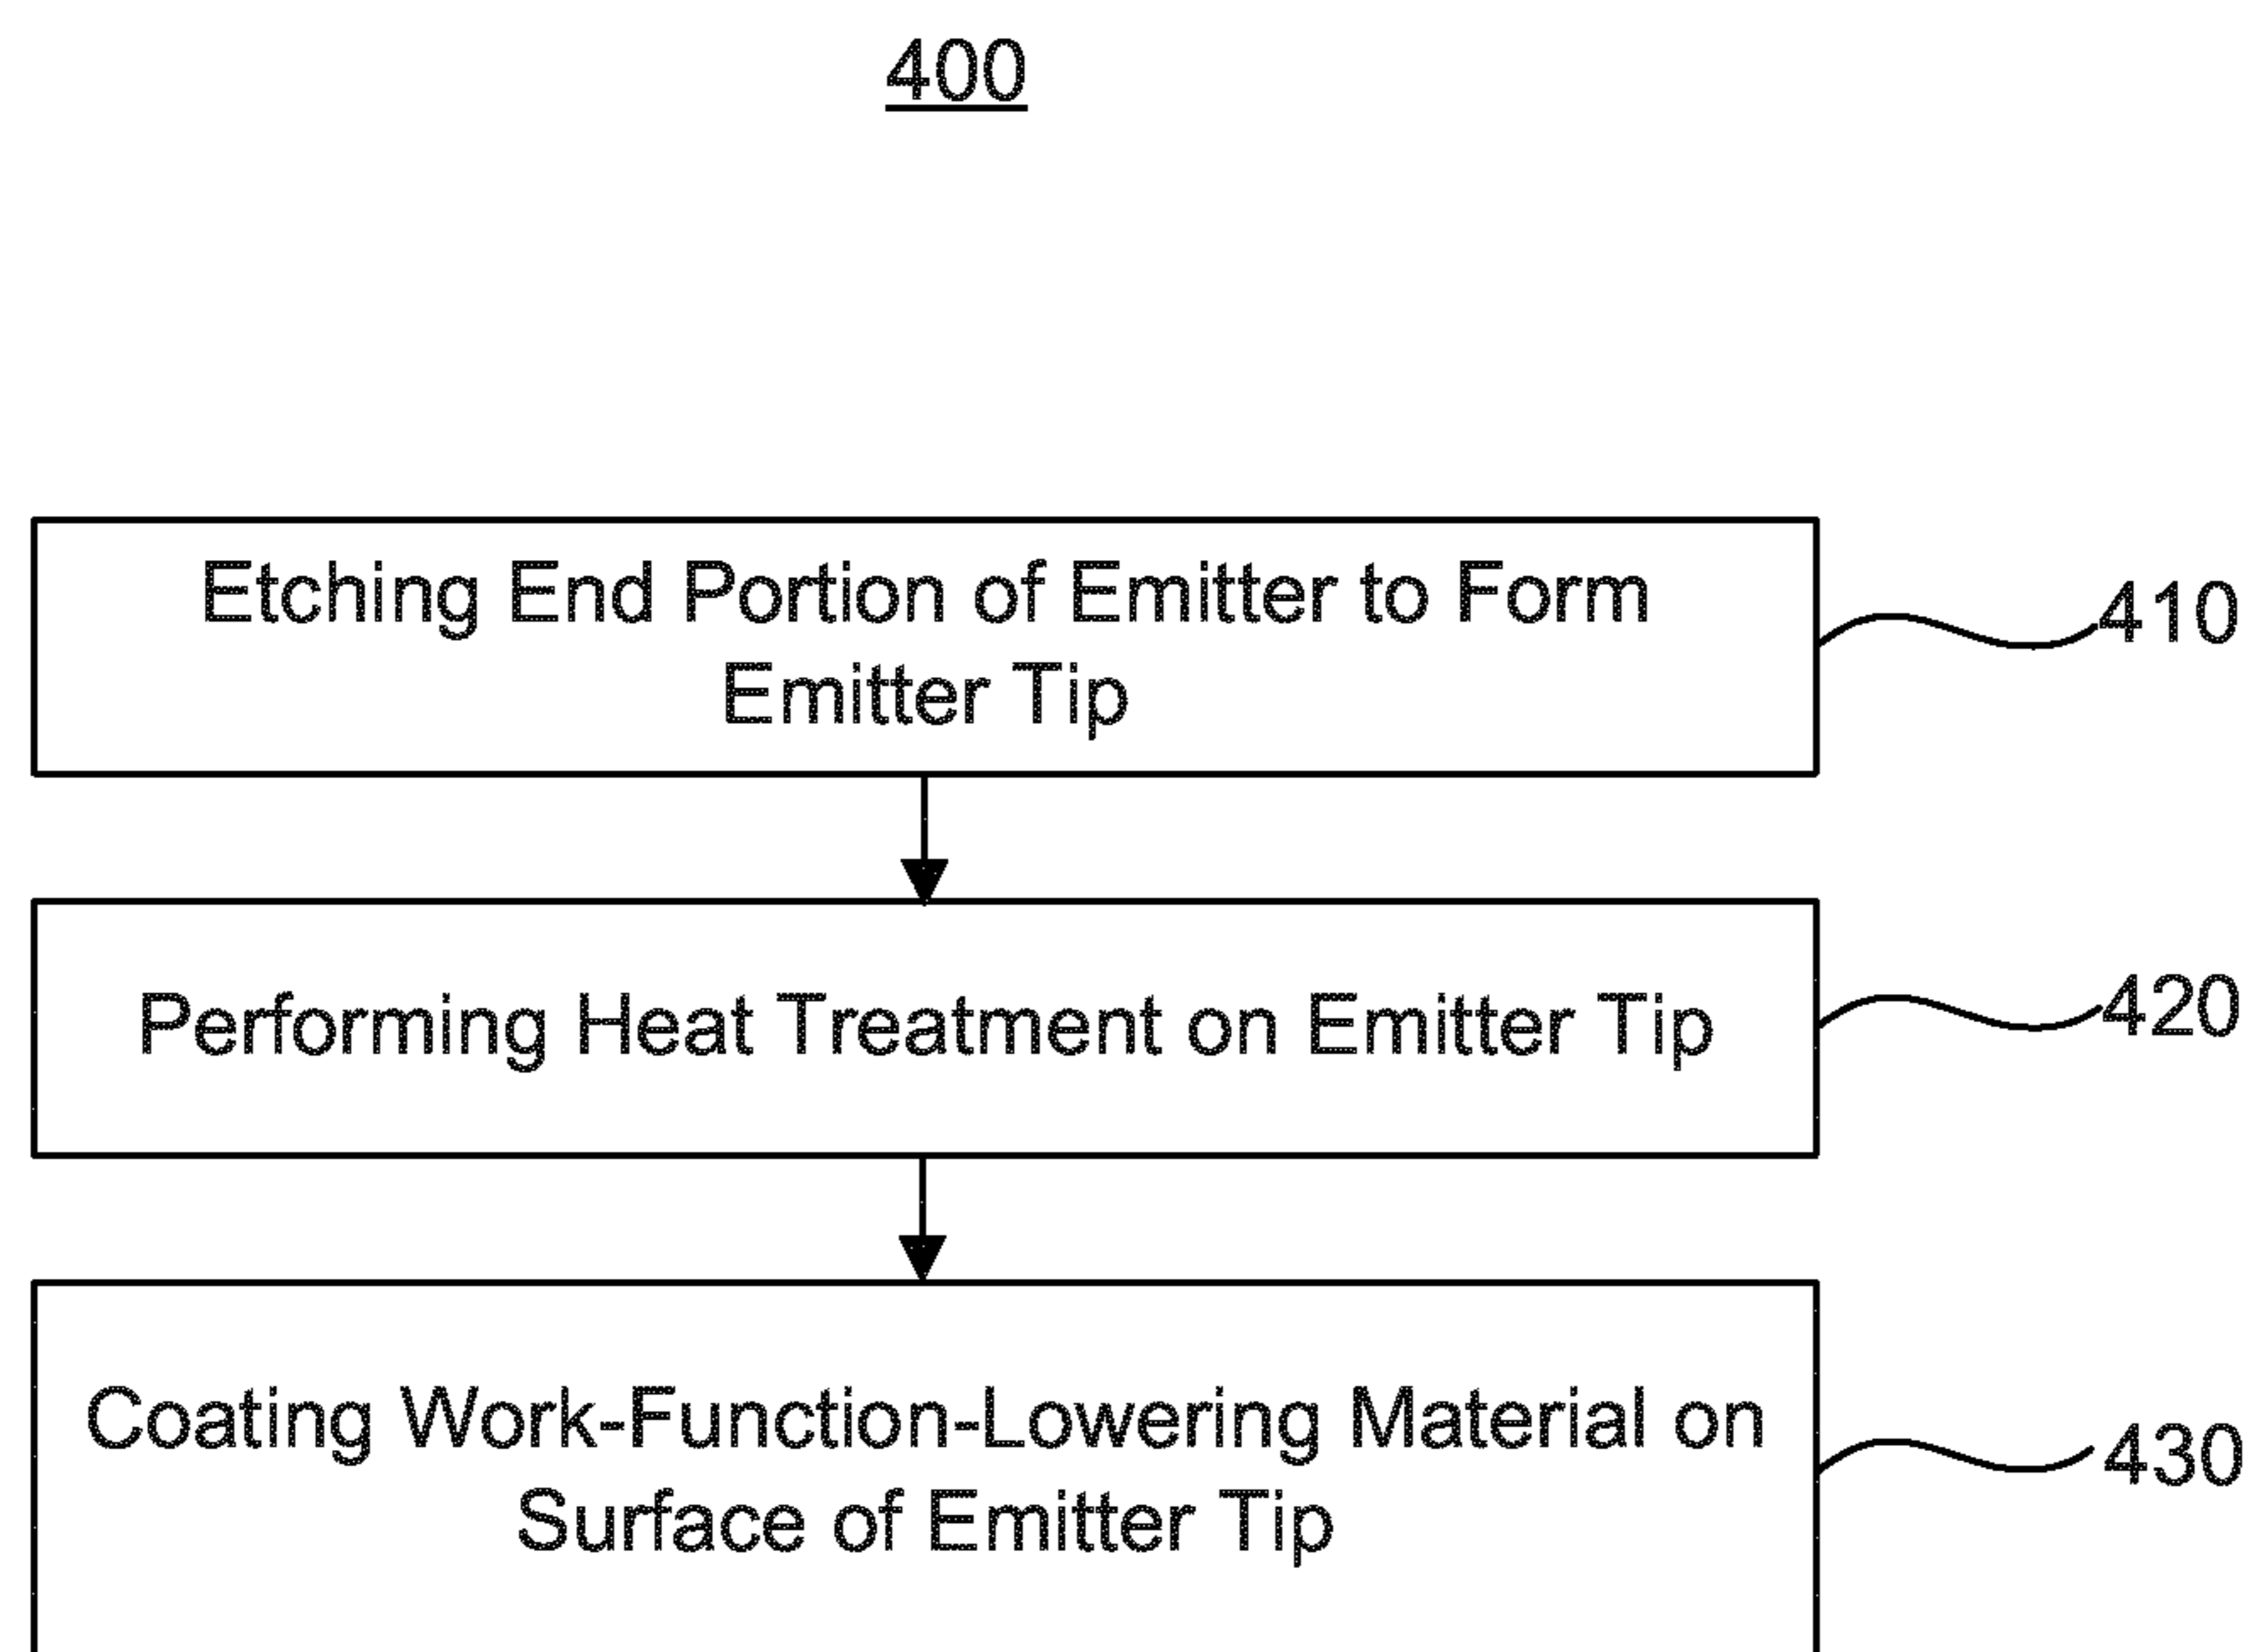 400
Etching End Portion of Emitter to Form
Emitter Tip
410
Performing Heat Treatment on Emitter Tip
420
Coating Work-Function-Lowering Material on
Surface of Emitter Tip
430